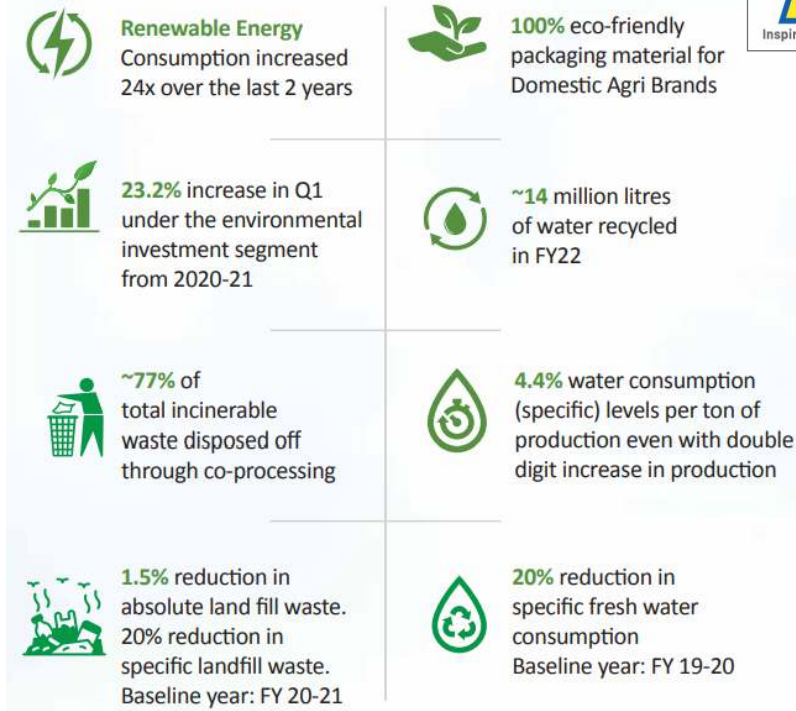 Renewable Energy
Consumption increased
24x over the last 2 years
100% eco-friendly
packaging material for
Domestic Agri Brands
23.2% increase in Q1
under the environmental
investment segment
from 2020-21
~14 million litres
of water recycled
in FY22
~77% of
total incinerable
waste disposed off
through co-processing
4.4% water consumption
(specific) levels per ton of
production even with double
digit increase in production
1.5% reduction in
absolute land fill waste.
20% reduction in
specific landfill waste.
Baseline year: FY 20-21
20% reduction in
specific fresh water
consumption
Baseline year: FY 19-20